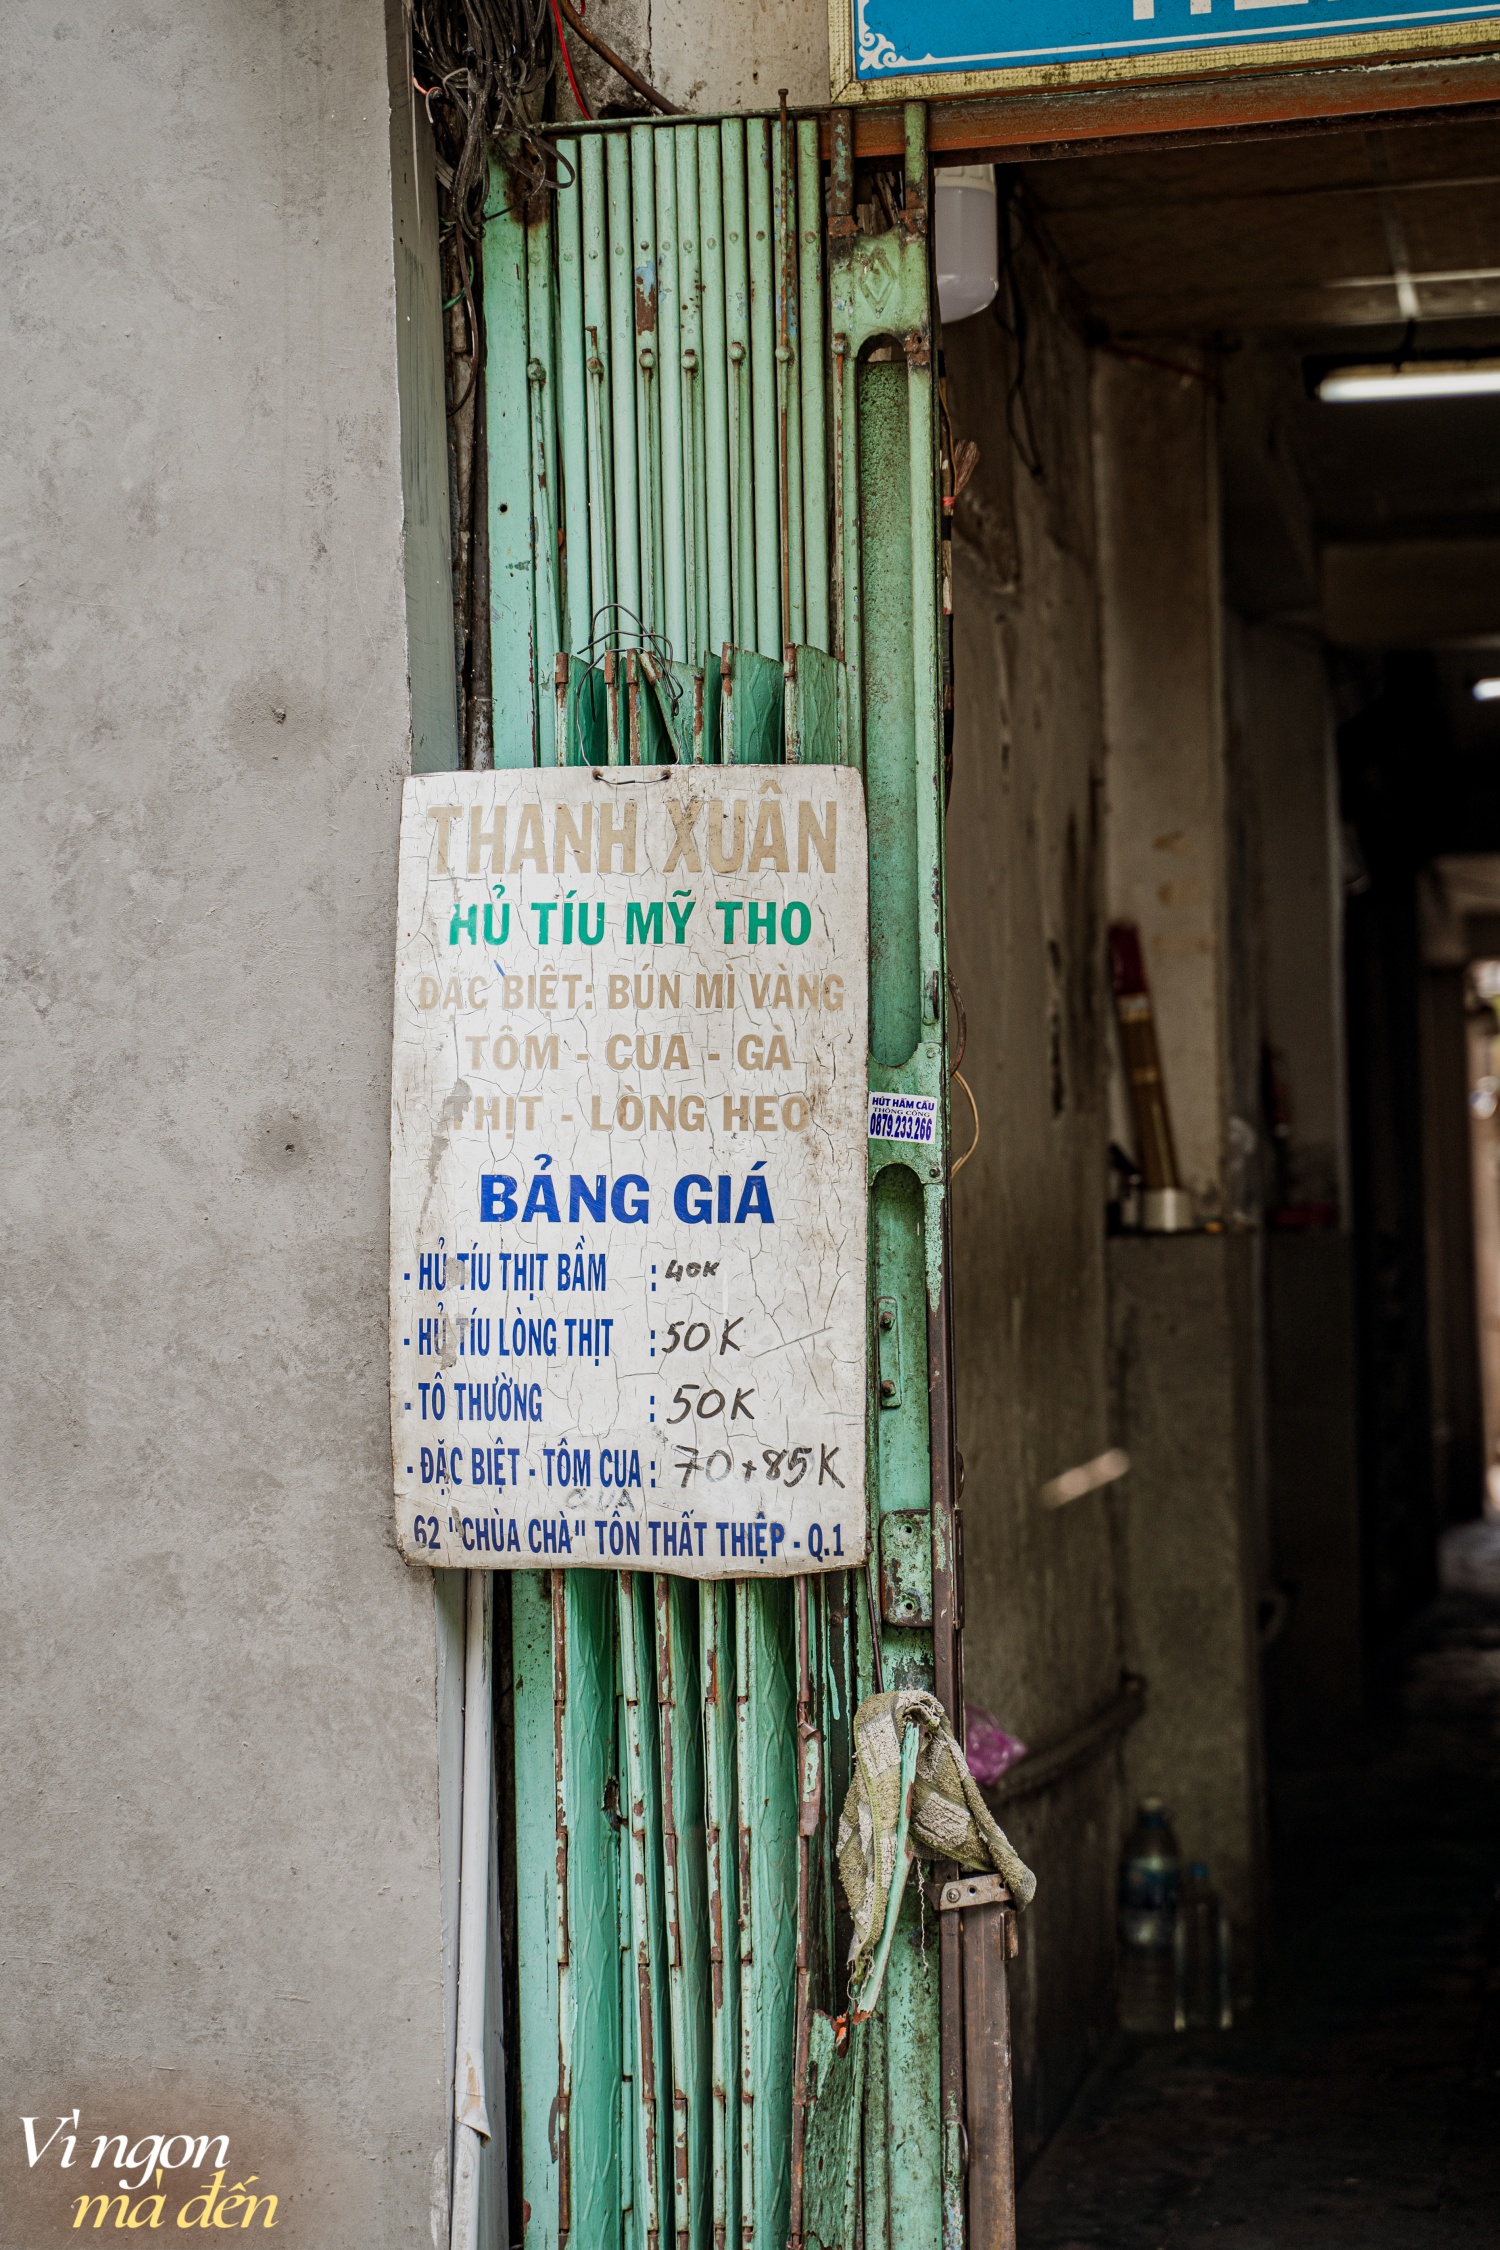 THANH XUÂN
HỦ TÍU MỸ THO
ĐẶC BIỆT: BÚN MÌ VÀNG
TÔM - CUA - GÀ
THỊT - LÒNG HEO
BẢNG GIÁ
- HỦ TÍU THỊT BẦM : 40K
- HỦ TÍU LÒNG THỊT : 50K
- TÔ THƯỜNG : 50K
- ĐẶC BIỆT - TÔM CUA : 70+85K
CUA
62 "CHÙA CHÀ" TÔN THẤT THIỆP - Q.1
HÚT HẦM CẦU
THÔNG CỐNG
0879.233.266
Vì ngon
mà đến